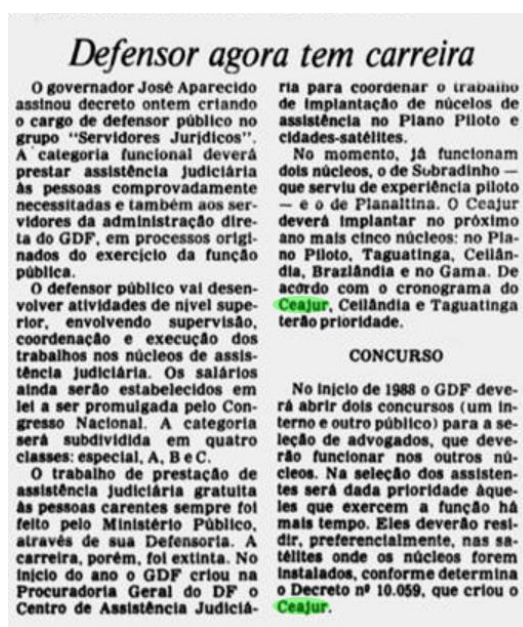 Defensor agora tem carreira
O governador José Aparecido
assinou decreto ontem criando
o cargo de defensor público no
grupo "Servidores Jurídicos".
A categoria funcional deverá
prestar assistência judiciária
às pessoas comprovadamente
necessitadas e também aos ser-
vidores da administração dire-
ta do GDF, em processos origi-
nados do exercício da função
pública.
O defensor público vai desen-
volver atividades de nível supe-
rior, envolvendo supervisão,
coordenação e execução dos
trabalhos nos núcleos de assis-
tência judiciária. Os salários
ainda serão estabelecidos em
lei a ser promulgada pelo Con-
gresso Nacional. A categoria
será subdividida em quatro
classes: especial, A, B e C.
O trabalho de prestação de
assistência judiciária gratuita
às pessoas carentes sempre foi
feito pelo Ministério Público,
através de sua Defensoria. A
carreira, porém, foi extinta. No
início do ano o GDF criou na
Procuradoria Geral do DF o
Centro de Assistência Judiciá-
ria para coordenar o trabalho
de implantação de núcelos de
assistência no Plano Piloto e
cidades-satélites.
No momento, já funcionam
dois núcleos, o de Sobradinho —
que serviu de experiência piloto
— e o de Planaltina. O Ceajur
deverá implantar no próximo
ano mais cinco núcleos: no Pla-
no Piloto, Taguatinga, Ceilân-
dia, Brazlândia e no Gama. De
acordo com o cronograma do
Ceajur, Ceilândia e Taguatinga
terão prioridade.
CONCURSO
No início de 1988 o GDF deve-
rá abrir dois concursos (um in-
terno e outro público) para a se-
leção de advogados, que deve-
rão funcionar nos outros nú-
cleos. Na seleção dos assisten-
tes será dada prioridade àque-
les que exercem a função há
mais tempo. Eles deverão resi-
dir, preferencialmente, nas sa-
télites onde os núcleos forem
instalados, conforme determina
o Decreto nº 10.059, que criou o
Ceajur.